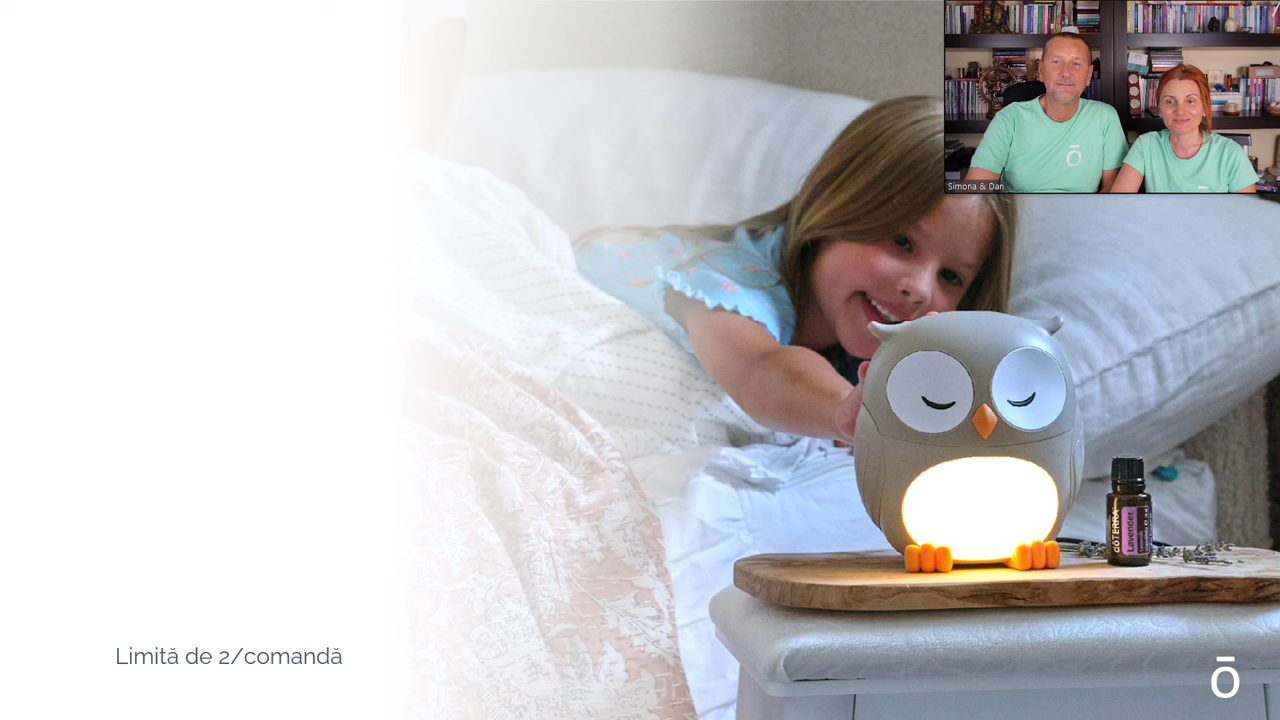 Simona & Dan
dōTERRA
Lavender
Limită de 2/comandă
ō